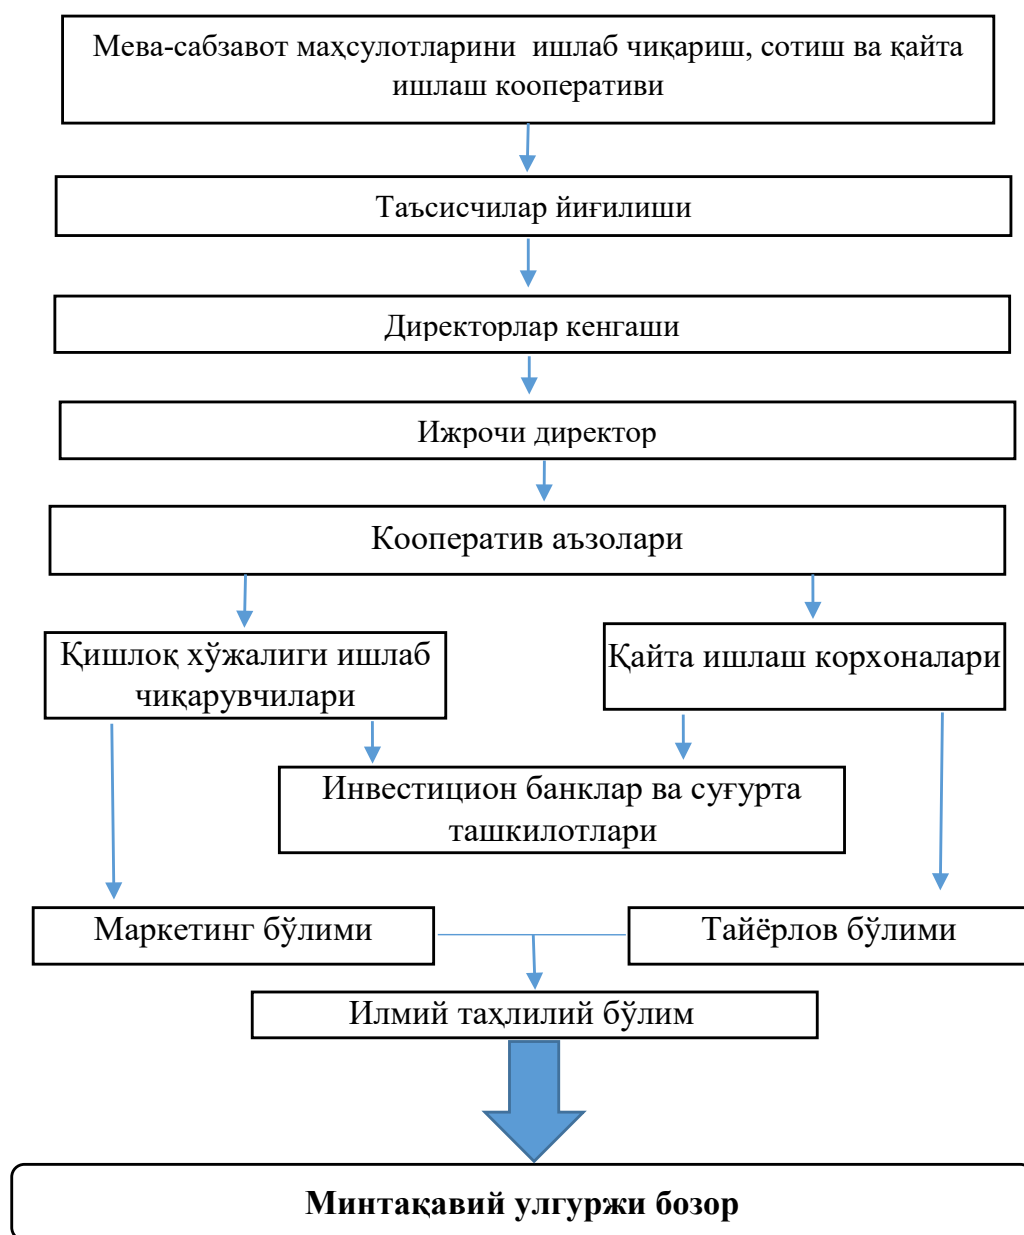 Мева-сабзавот маҳсулотларини ишлаб чиқариш, сотиш ва қайта
ишлаш кооперативи
Таъсисчилар йиғилиши
Директорлар кенгаши
Ижрочи директор
Кооператив аъзолари
Қишлоқ хўжалиги ишлаб
чиқарувчилари
Қайта ишлаш корхоналари
Инвестицион банклар ва суғурта
ташкилотлари
Маркетинг бўлими
Тайёрлов бўлими
Илмий таҳлилий бўлим
Минтақавий улгуржи бозор